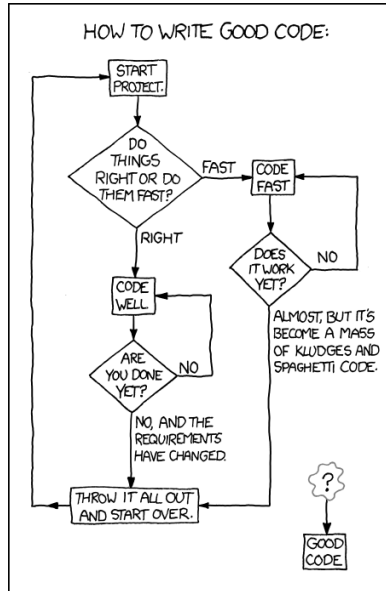 HOW TO WRITE GOOD CODE:
START
PROJECT.
DO
THINGS
RIGHT OR DO
THEM FAST?
FAST
CODE
FAST
RIGHT
DOES
IT WORK
YET?
NO
CODE
WELL
ALMOST, BUT IT'S
BECOME A MASS
OF KLUDGES AND
SPAGHETTI CODE.
ARE
YOU DONE
YET?
NO
NO, AND THE
REQUIREMENTS
HAVE CHANGED.
THROW IT ALL OUT
AND START OVER.
?
GOOD
CODE